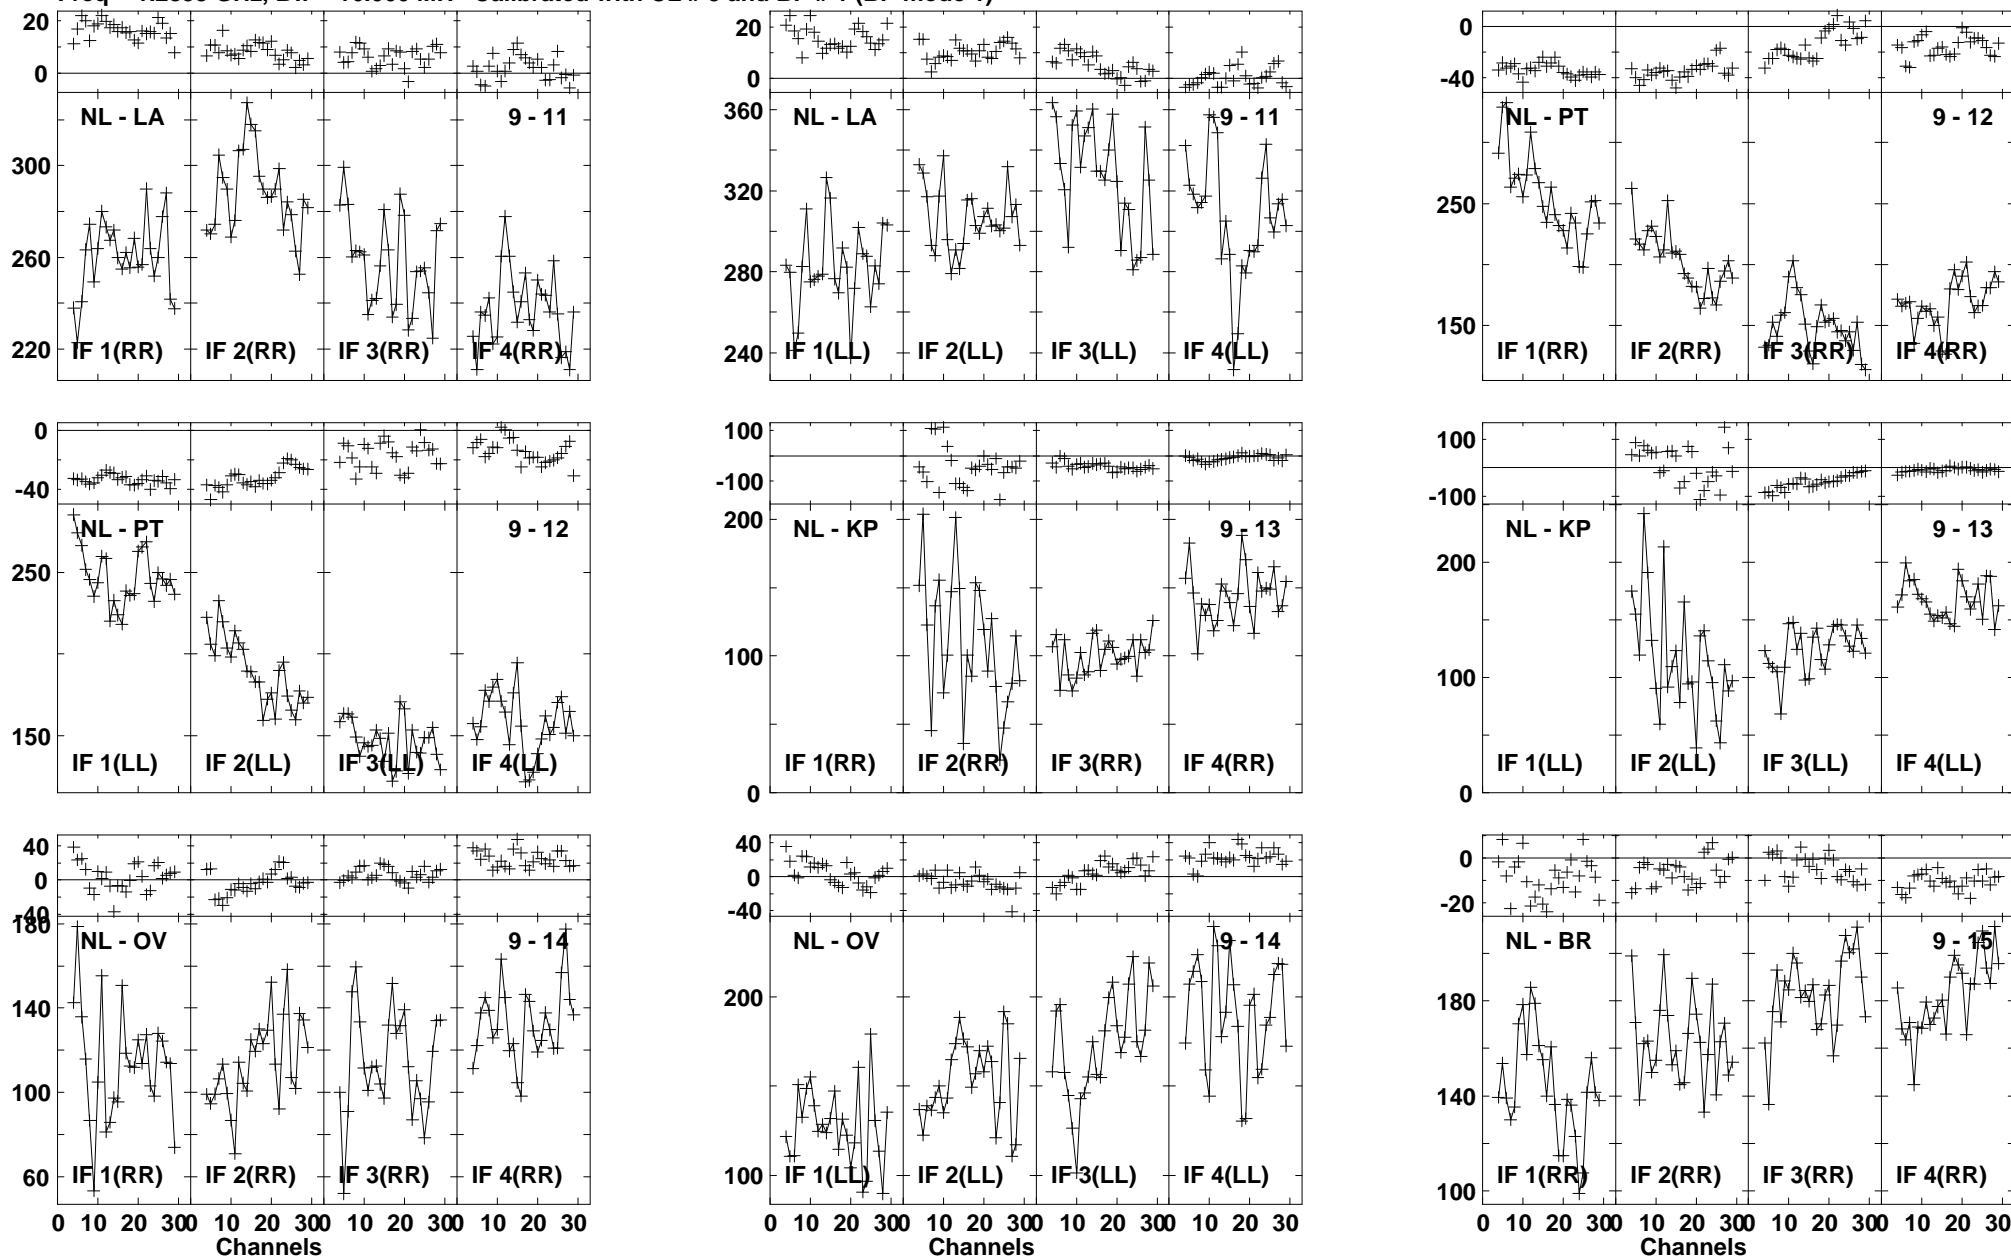 20
0
NL - LA
9 - 11
300
260
220
IF 1(RR)
IF 2(RR)
IF 3(RR)
IF 4(RR)
20
0
NL - LA
9 - 11
360
320
280
240
IF 1(LL)
IF 2(LL)
IF 3(LL)
IF 4(LL)
0
-40
NL - PT
9 - 12
250
150
IF 1(RR)
IF 2(RR)
IF 3(RR)
IF 4(RR)
0
-40
NL - PT
9 - 12
250
150
IF 1(LL)
IF 2(LL)
IF 3(LL)
IF 4(LL)
100
0
-100
NL - KP
9 - 13
200
100
0
IF 1(RR)
IF 2(RR)
IF 3(RR)
IF 4(RR)
100
0
-100
NL - KP
9 - 13
200
100
0
IF 1(LL)
IF 2(LL)
IF 3(LL)
IF 4(LL)
40
0
-40
NL - OV
9 - 14
180
140
100
60
IF 1(RR)
IF 2(RR)
IF 3(RR)
IF 4(RR)
0 10 20 30 0 10 20 30 0 10 20 30 0 10 20 30
Channels
40
0
-40
NL - OV
9 - 14
200
100
IF 1(LL)
IF 2(LL)
IF 3(LL)
IF 4(LL)
0 10 20 30 0 10 20 30 0 10 20 30 0 10 20 30
Channels
0
-20
NL - BR
9 - 15
180
140
100
IF 1(RR)
IF 2(RR)
IF 3(RR)
IF 4(RR)
0 10 20 30 0 10 20 30 0 10 20 30 0 10 20 30
Channels